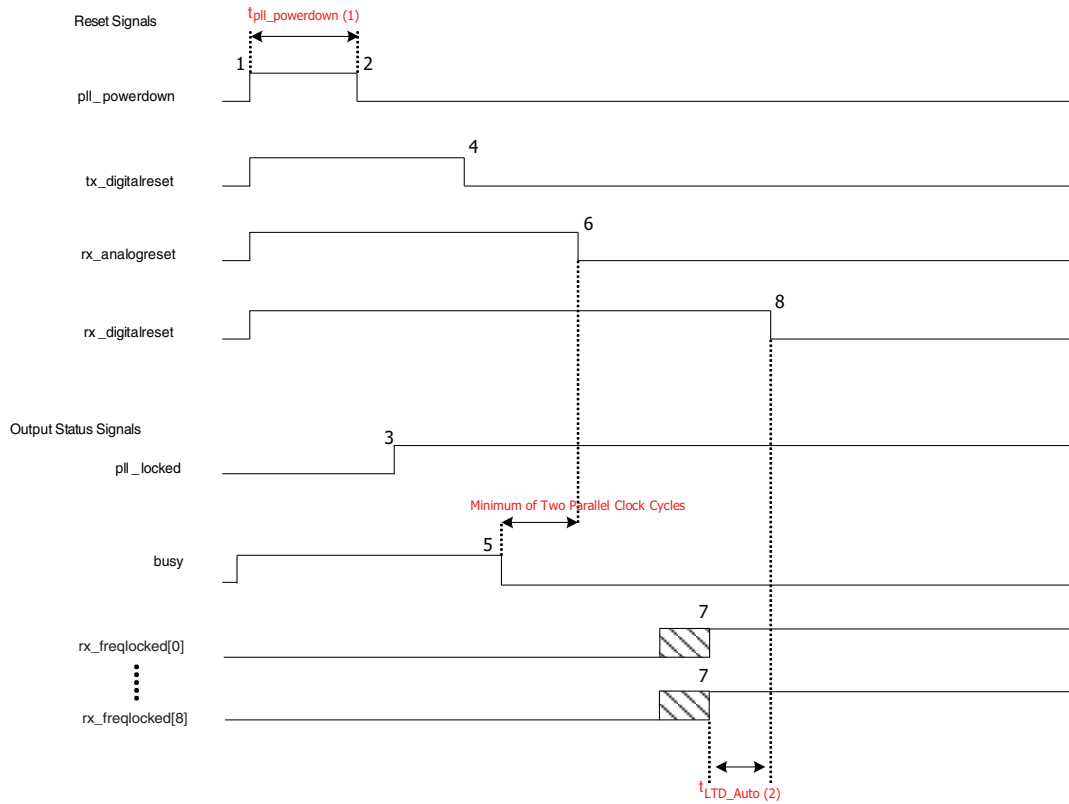 Reset Signals
tpll_powerdown (1)
1
2
pll_powerdown
4
tx_digitalreset
6
rx_analogreset
8
rx_digitalreset
Output Status Signals
3
pll_locked
Minimum of Two Parallel Clock Cycles
5
busy
7
rx_freqlocked[0]
7
rx_freqlocked[8]
tLTD_Auto (2)